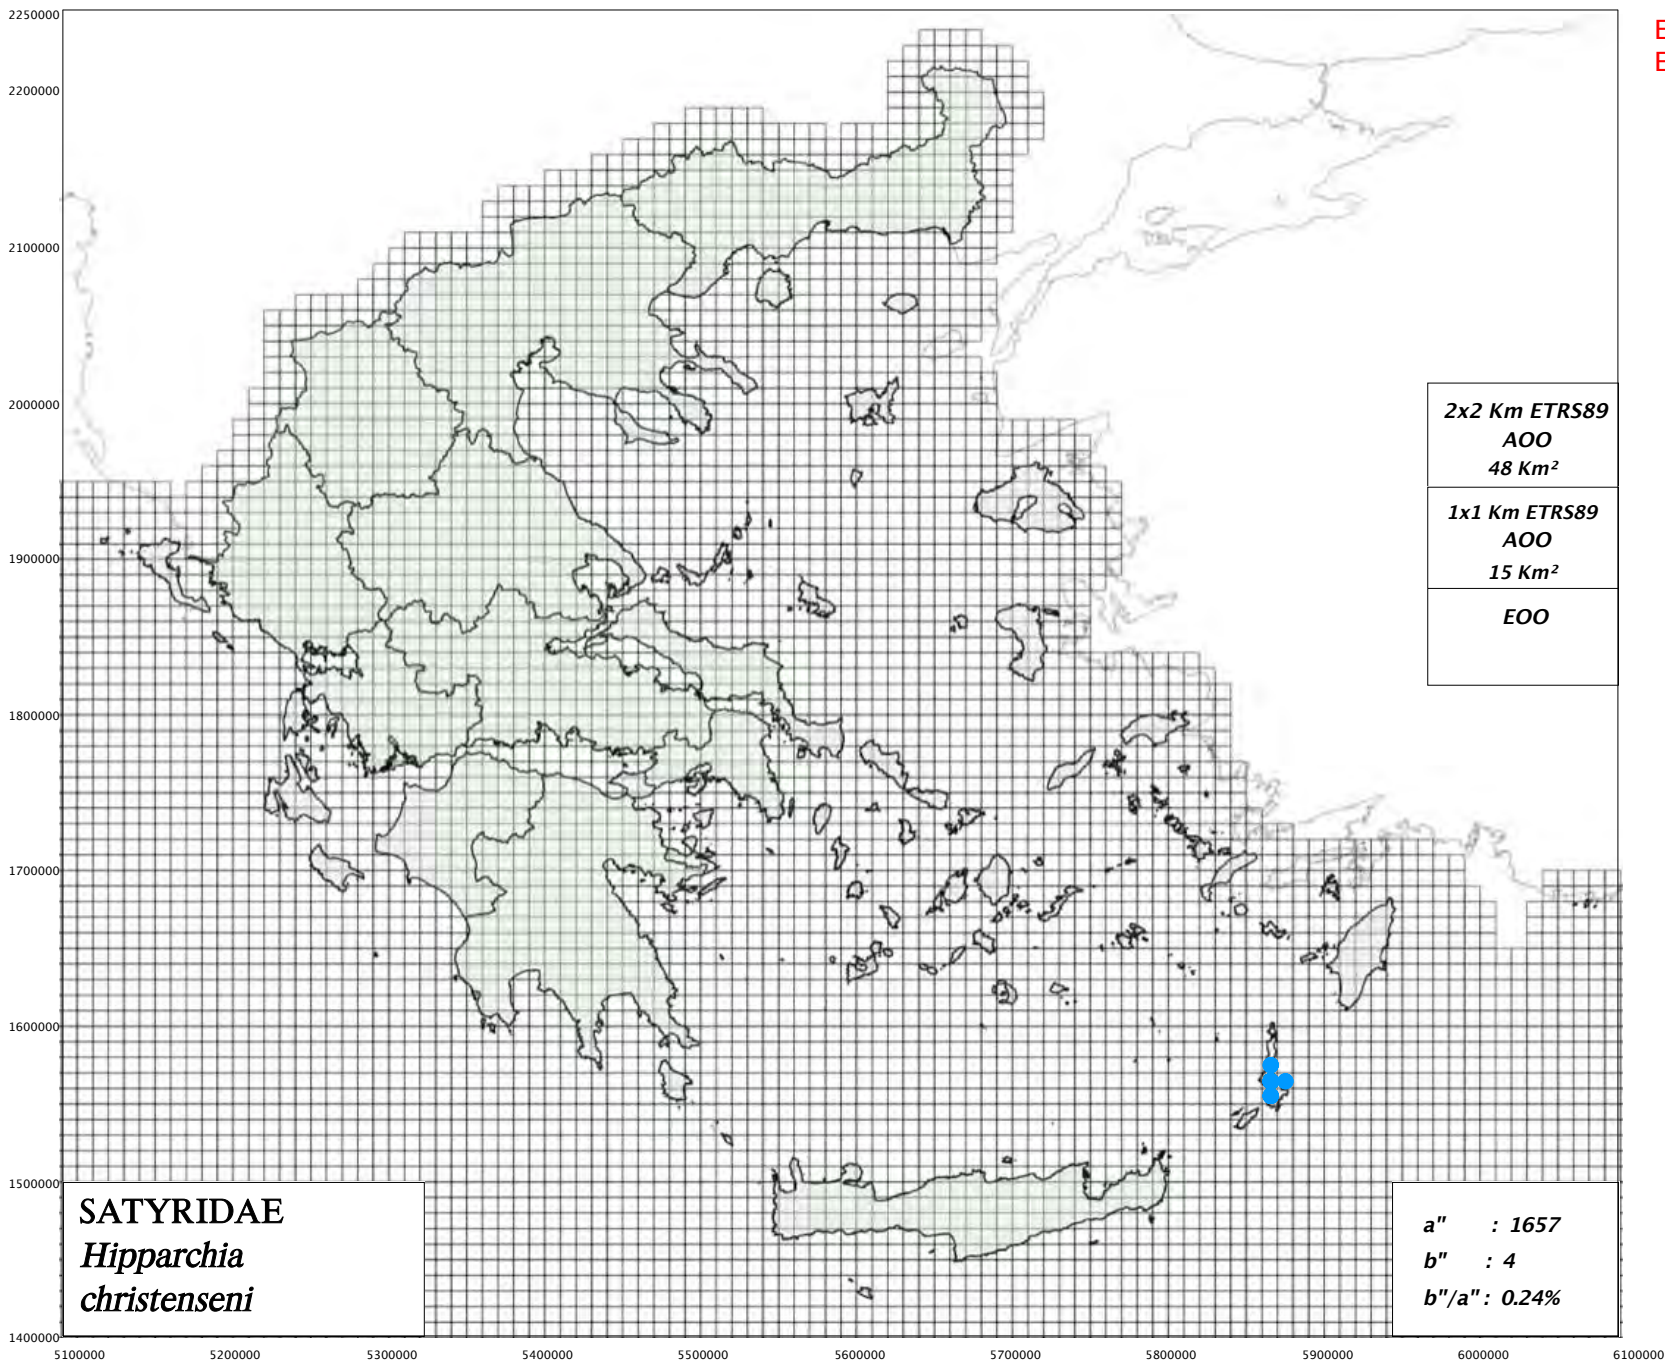 2250000
2200000
2100000
2000000
1900000
1800000
1700000
1600000
1500000
1400000
E
E
2x2 Km ETRS89
AOO
48 Km²
1x1 Km ETRS89
AOO
15 Km²
EOO
SATYRIDAE
Hipparchia
christenseni
a" : 1657
b" : 4
b"/a" : 0.24%
5100000 5200000 5300000 5400000 5500000 5600000 5700000 5800000 5900000 6000000 6100000